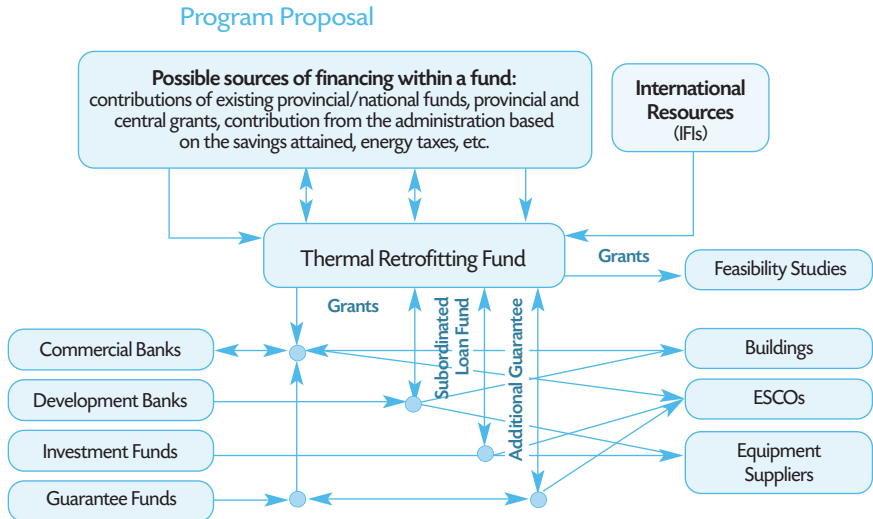 Program Proposal
Possible sources of financing within a fund:
contributions of existing provincial/national funds, provincial and
central grants, contribution from the administration based
on the savings attained, energy taxes, etc.
International
Resources
(IFIs)
Thermal Retrofitting Fund
Grants
Feasibility Studies
Grants
Subordinated
Loan Fund
Additional Guarantee
Commercial Banks
Development Banks
Investment Funds
Guarantee Funds
Buildings
ESCOs
Equipment
Suppliers